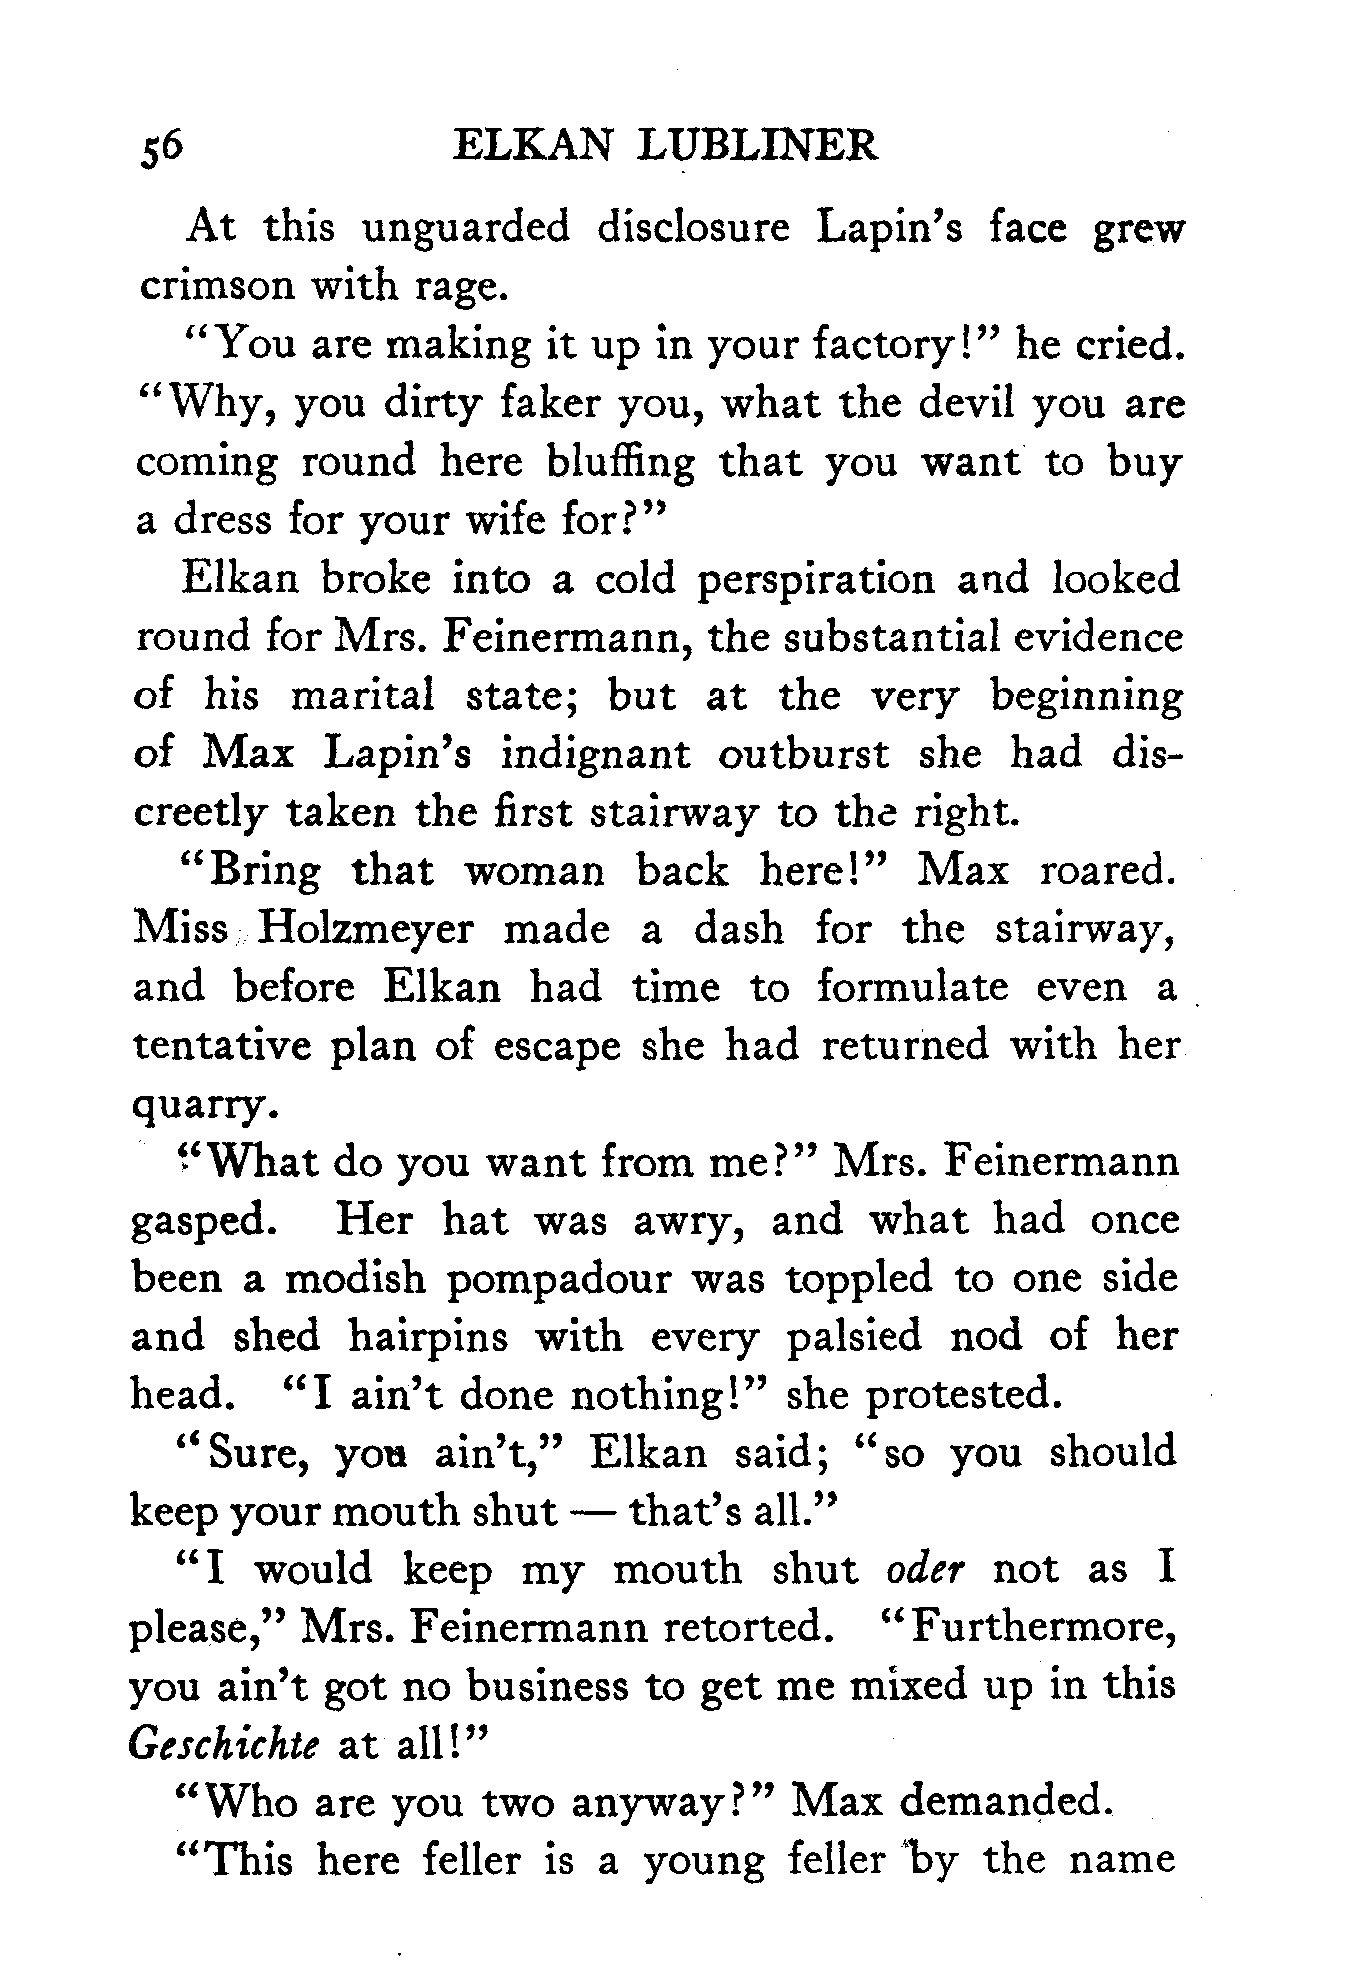 56 ELKAN LUBLINER
At this unguarded disclosure Lapin's face grew
crimson with rage.
"You are making it up in your factory!" he cried.
"Why, you dirty faker you, what the devil you are
coming round here bluffing that you want to buy
a dress for your wife for?"
Elkan broke into a cold perspiration and looked
round for Mrs. Feinermann, the substantial evidence
of his marital state; but at the very beginning
of Max Lapin's indignant outburst she had dis-
creetly taken the first stairway to the right.
"Bring that woman back here!" Max roared.
Miss Holzmeyer made a dash for the stairway,
and before Elkan had time to formulate even a
tentative plan of escape she had returned with her
quarry.
"What do you want from me?" Mrs. Feinermann
gasped. Her hat was awry, and what had once
been a modish pompadour was toppled to one side
and shed hairpins with every palsied nod of her
head. "I ain't done nothing!" she protested.
"Sure, you ain't," Elkan said; "so you should
keep your mouth shut — that's all."
"I would keep my mouth shut oder not as I
please," Mrs. Feinermann retorted. "Furthermore,
you ain't got no business to get me mixed up in this
Geschichte at all!"
"Who are you two anyway?" Max demanded.
"This here feller is a young feller by the name